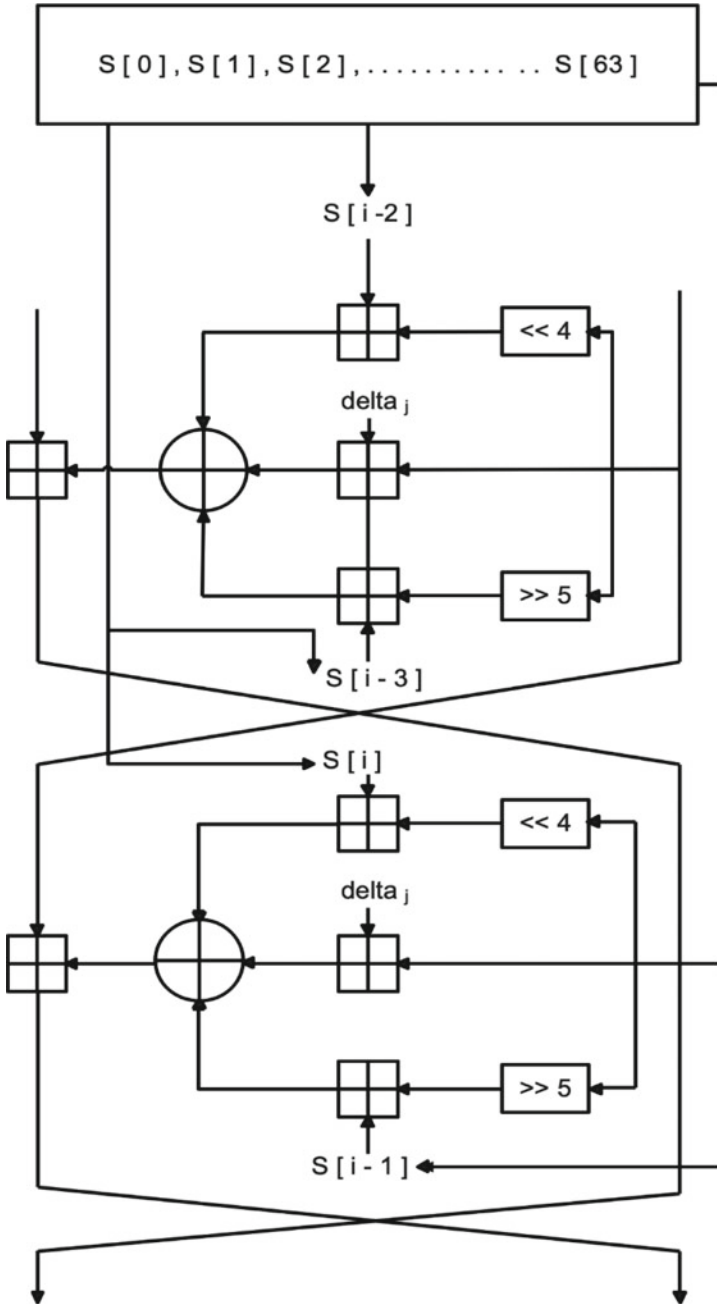 S [ 0 ] , S [ 1 ] , S [ 2 ] , . . . . . . . . . . . . . S [ 63 ]
S [ i -2 ]
<< 4
delta j
>> 5
S [ i - 3 ]
S [ i ]
<< 4
delta j
>> 5
S [ i - 1 ]